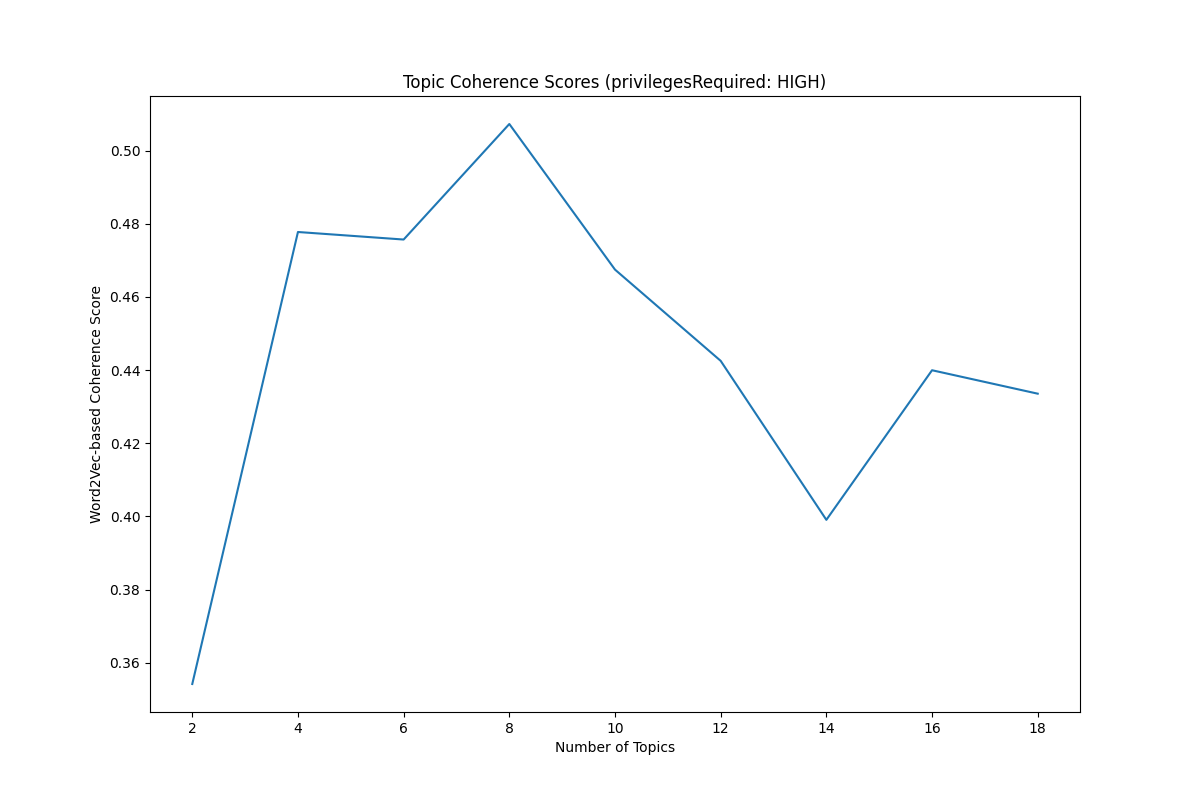 Topic Coherence Scores (privilegesRequired: HIGH)
Word2Vec-based Coherence Score
0.50
0.48
0.46
0.44
0.42
0.40
0.38
0.36
2 4 6 8 10 12 14 16 18
Number of Topics